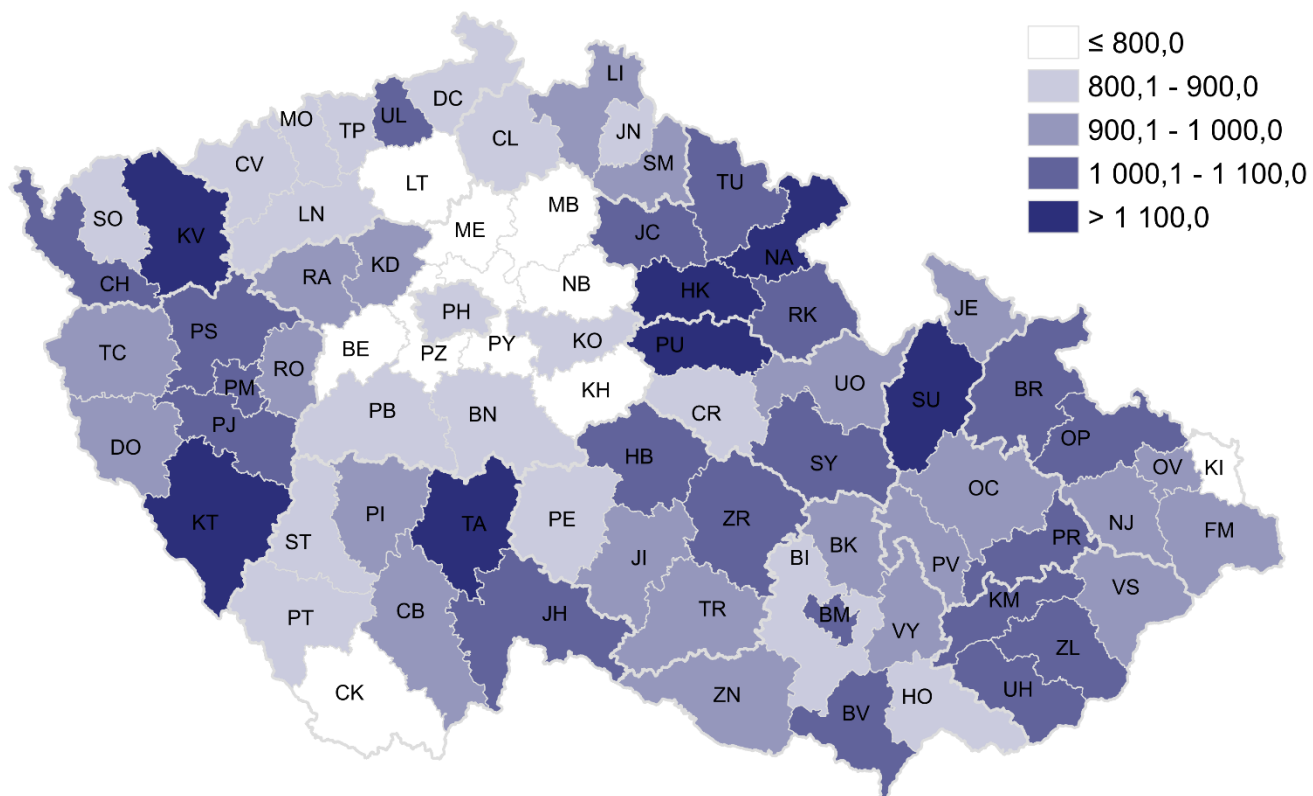 ≤ 800,0
800,1 - 900,0
900,1 - 1 000,0
1 000,1 - 1 100,0
> 1 100,0
DC
LI
MO
UL
TP
CL
JN
CV
SM
LT
TU
SO
LN
MB
ME
KV
JC
KD
NA
RA
NB
CH
HK
JE
PH
RK
PS
KO
TC
BE
PZ
PY
PU
RO
KH
UO
PM
SU
BR
PB
BN
CR
PJ
OP
DO
HB
SY
OV
KI
OC
PI
KT
TA
PE
ZR
NJ
FM
ST
PR
BK
JI
BI
PV
VS
KM
CB
PT
JH
TR
BM
VY
ZL
UH
CK
ZN
BV
HO